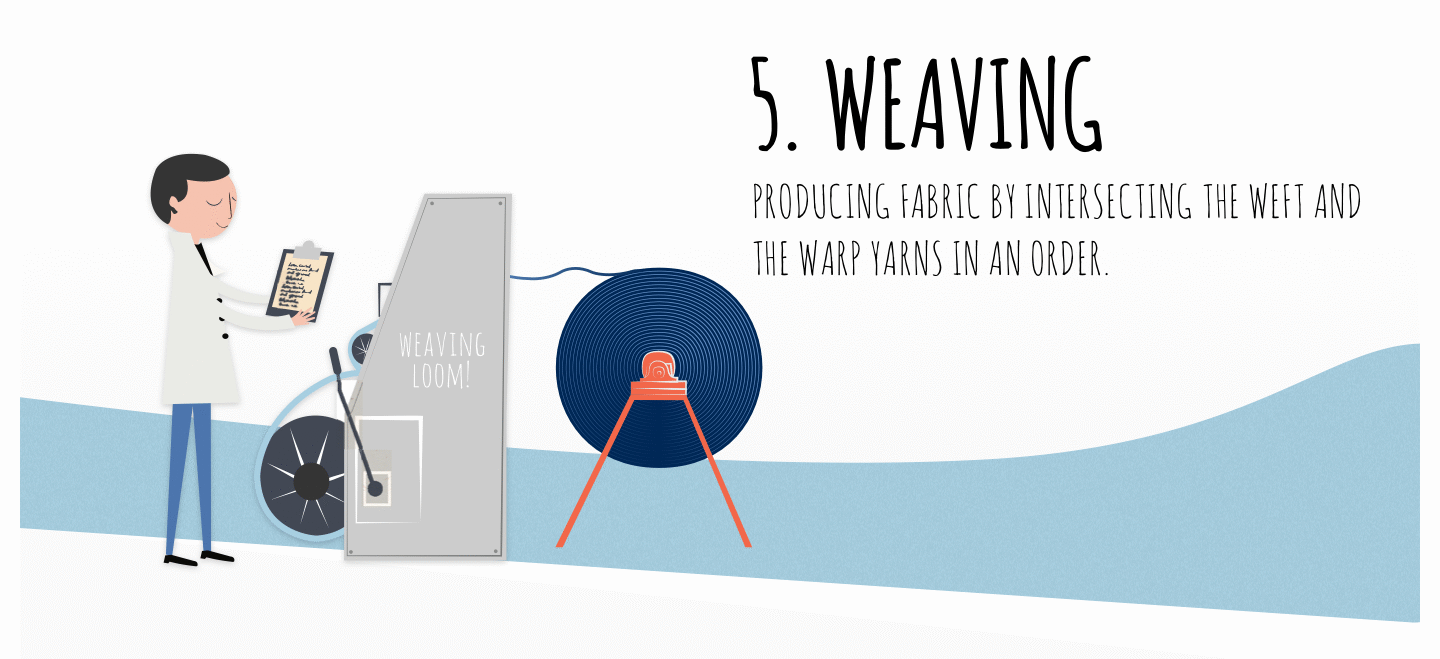 5. WEAVING
PRODUCING FABRIC BY INTERSECTING THE WEFT AND
THE WARP YARNS IN AN ORDER.
WEAVING
LOOM!